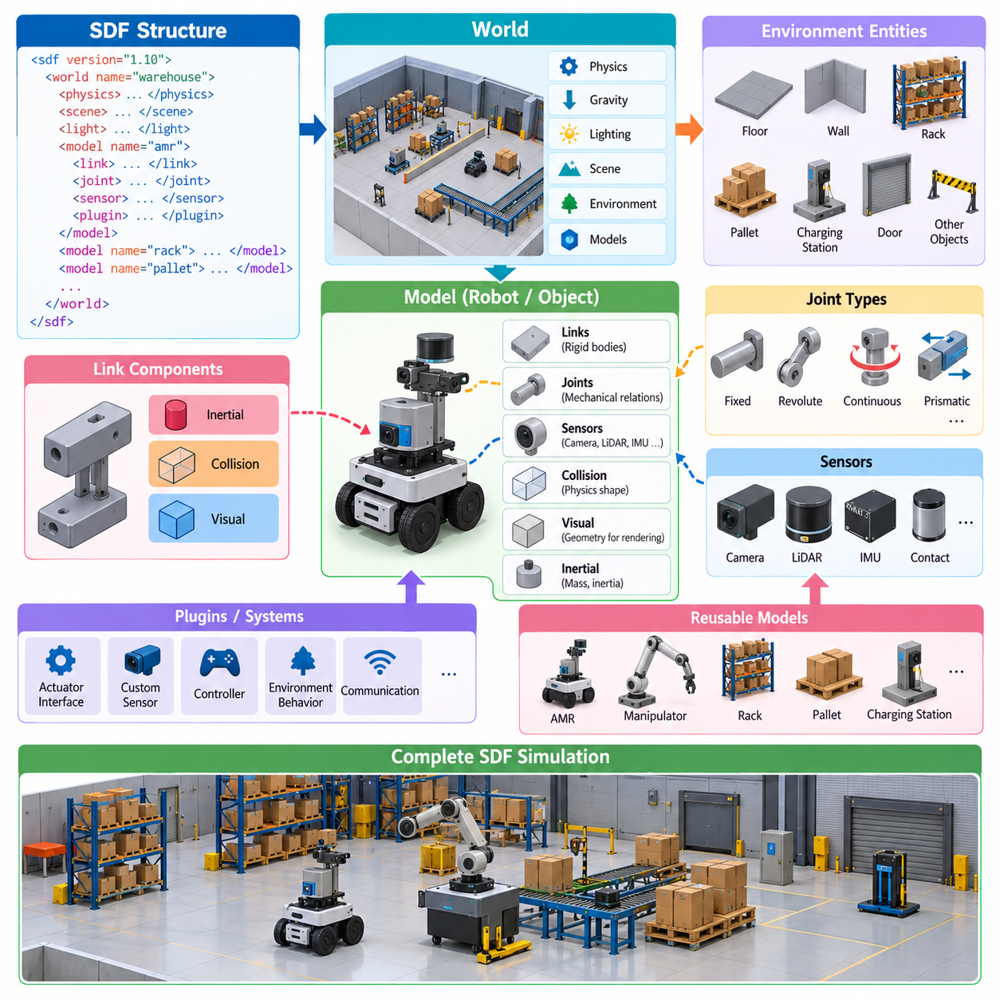 SDF Structure
<sdf version="1.10">
<world name="warehouse">
<physics> ... </physics>
<scene> ... </scene>
<light> ... </light>
<model name="amr">
<link> ... </link>
<joint> ... </joint>
<sensor> ... </sensor>
<plugin> ... </plugin>
</model>
<model name="rack"> ... </model>
<model name="pallet"> ... </model>
...
</world>
</sdf>
World
Physics
Gravity
Lighting
Scene
Environment
Models
Environment Entities
Floor
Wall
Rack
Pallet
Charging
Station
Door
Other
Objects
Link Components
Inertial
Collision
Visual
Model (Robot / Object)
Links
(Rigid bodies)
Joints
(Mechanical relations)
Sensors
(Camera, LiDAR, IMU ...)
Collision
(Physics shape)
Visual
(Geometry for rendering)
Inertial
(Mass, inertia)
Joint Types
Fixed
Revolute
Continuous
Prismatic
...
Sensors
Camera
LiDAR
IMU
Contact
...
Plugins / Systems
Actuator
Interface
Custom
Sensor
Controller
Environment
Behavior
Communication
...
Reusable Models
AMR
Manipulator
Rack
Pallet
Charging Station
...
Complete SDF Simulation